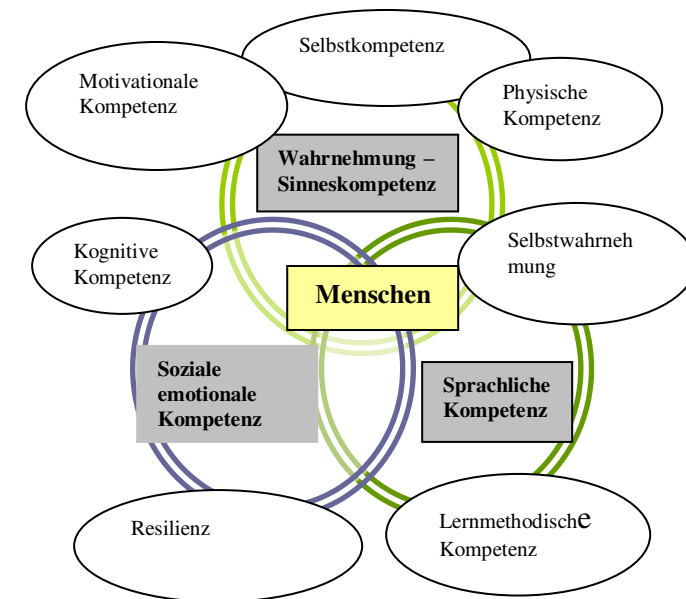 Selbstkompetenz
Motivationale
Kompetenz
Physische
Kompetenz
Wahrnehmung –
Sinneskompetenz
Kognitive
Kompetenz
Selbstwahrneh
mung
Menschen
Soziale
emotionale
Kompetenz
Sprachliche
Kompetenz
Resilienz
Lernmethodische
Kompetenz